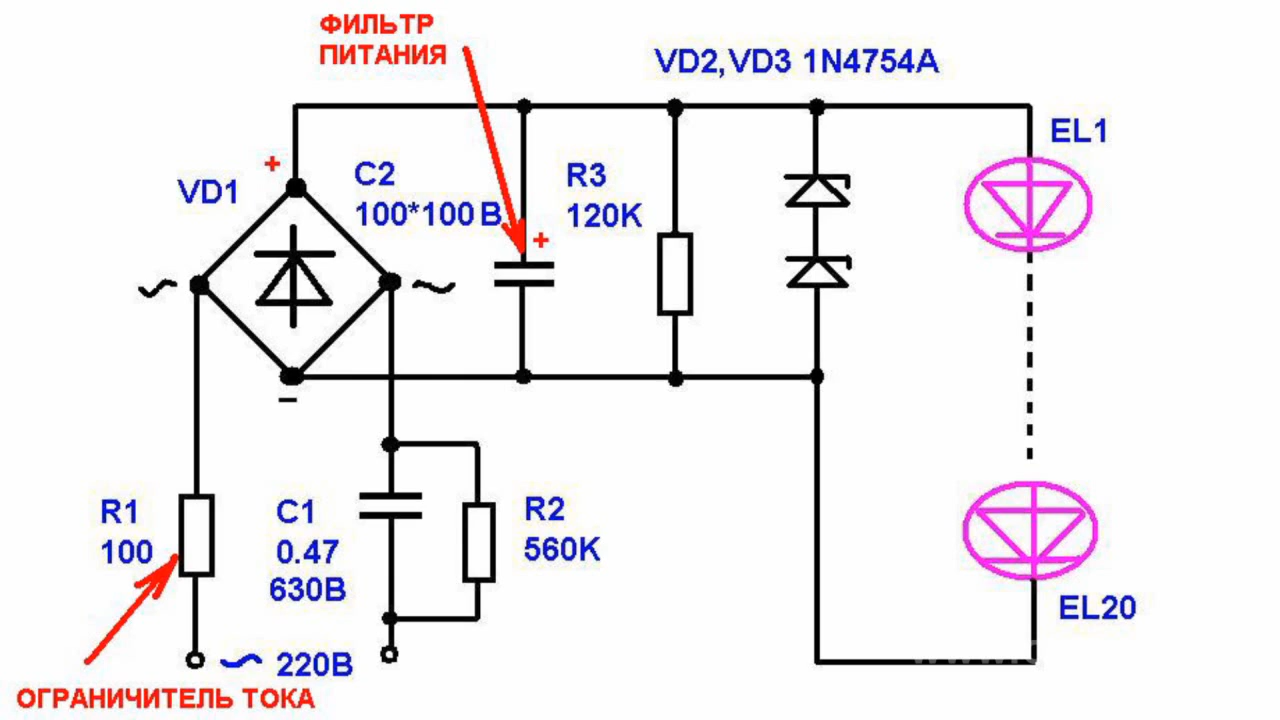 ФИЛЬТР
ПИТАНИЯ
VD2,VD3 1N4754A
EL1
+
VD1
C2
100*100В
R3
120K
+
~
~
–
R1
100
C1
0.47
630В
R2
560K
EL20
~ 220В
ОГРАНИЧИТЕЛЬ ТОКА